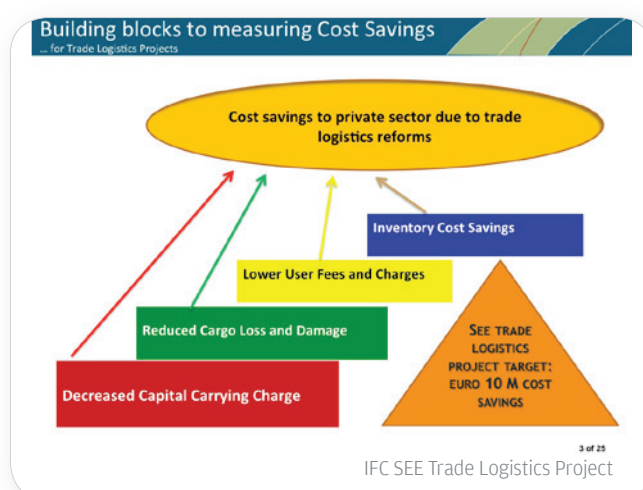 Building blocks to measuring Cost Savings
... for Trade Logistics Projects
Cost savings to private sector due to trade
logistics reforms
Inventory Cost Savings
Lower User Fees and Charges
Reduced Cargo Loss and Damage
Decreased Capital Carrying Charge
SEE TRADE
LOGISTICS
PROJECT TARGET:
EURO 10 M COST
SAVINGS
3 of 25
IFC SEE Trade Logistics Project